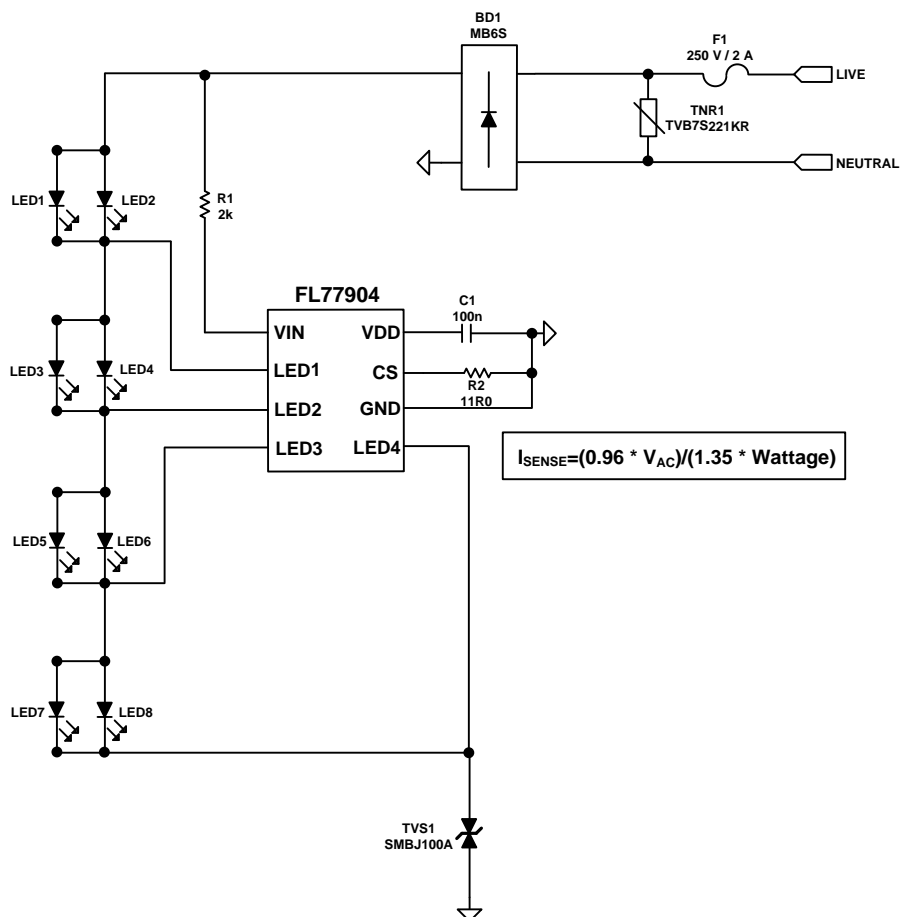 BD1
MB6S
F1
250 V / 2 A
LIVE
TNR1
TVB7S221KR
NEUTRAL
LED1
LED2
R1
2k
FL77904
C1
100n
VIN
VDD
LED1
CS
R2
11R0
LED2
GND
LED3
LED4
LED3
LED4
ISENSE=(0.96 * VAC)/(1.35 * Wattage)
LED5
LED6
LED7
LED8
TVS1
SMBJ100A